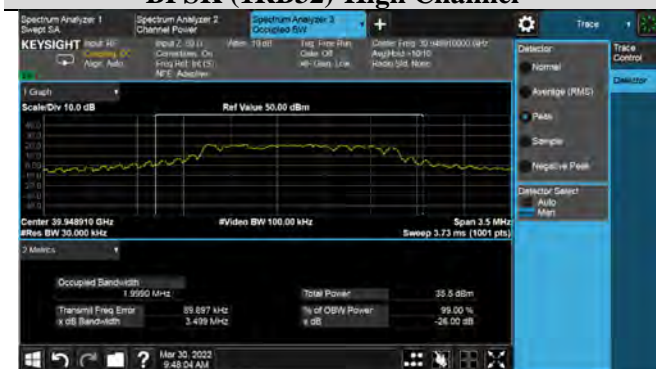 BPSK (1RB32) High Channel
Spectrum Analyzer 1
Swept SA
Spectrum Analyzer 2
Channel Power
Spectrum Analyzer 3
Occupied BW
+
Trace
KEYSIGHT
Input: RF
Coupling: DC
Align: Auto
Input Z: 50 Ω
Corrections: On
Freq Ref: Int (S)
NFE: Adaptive
Atten: 10 dB
Trig: Free Run
Gate: Off
#IF Gain: Low
Center Freq: 39.948910000 GHz
Avg|Hold: >10/10
Radio Std: None
1 Graph
Scale/Div 10.0 dB
Ref Value 50.00 dBm
Center 39.948910 GHz
#Video BW 100.00 kHz
Span 3.5 MHz
#Res BW 30.000 kHz
Sweep 3.73 ms (1001 pts)
2 Metrics
Occupied Bandwidth
1.9990 MHz
Total Power
35.5 dBm
Transmit Freq Error
89.897 kHz
% of OBW Power
99.00 %
x dB Bandwidth
3.499 MHz
x dB
-26.00 dB
Mar 30, 2022
9:48:04 AM
Detector
Normal
Average (RMS)
Peak
Sample
Negative Peak
Detector Select
Auto
Man
Trace
Control
Detector